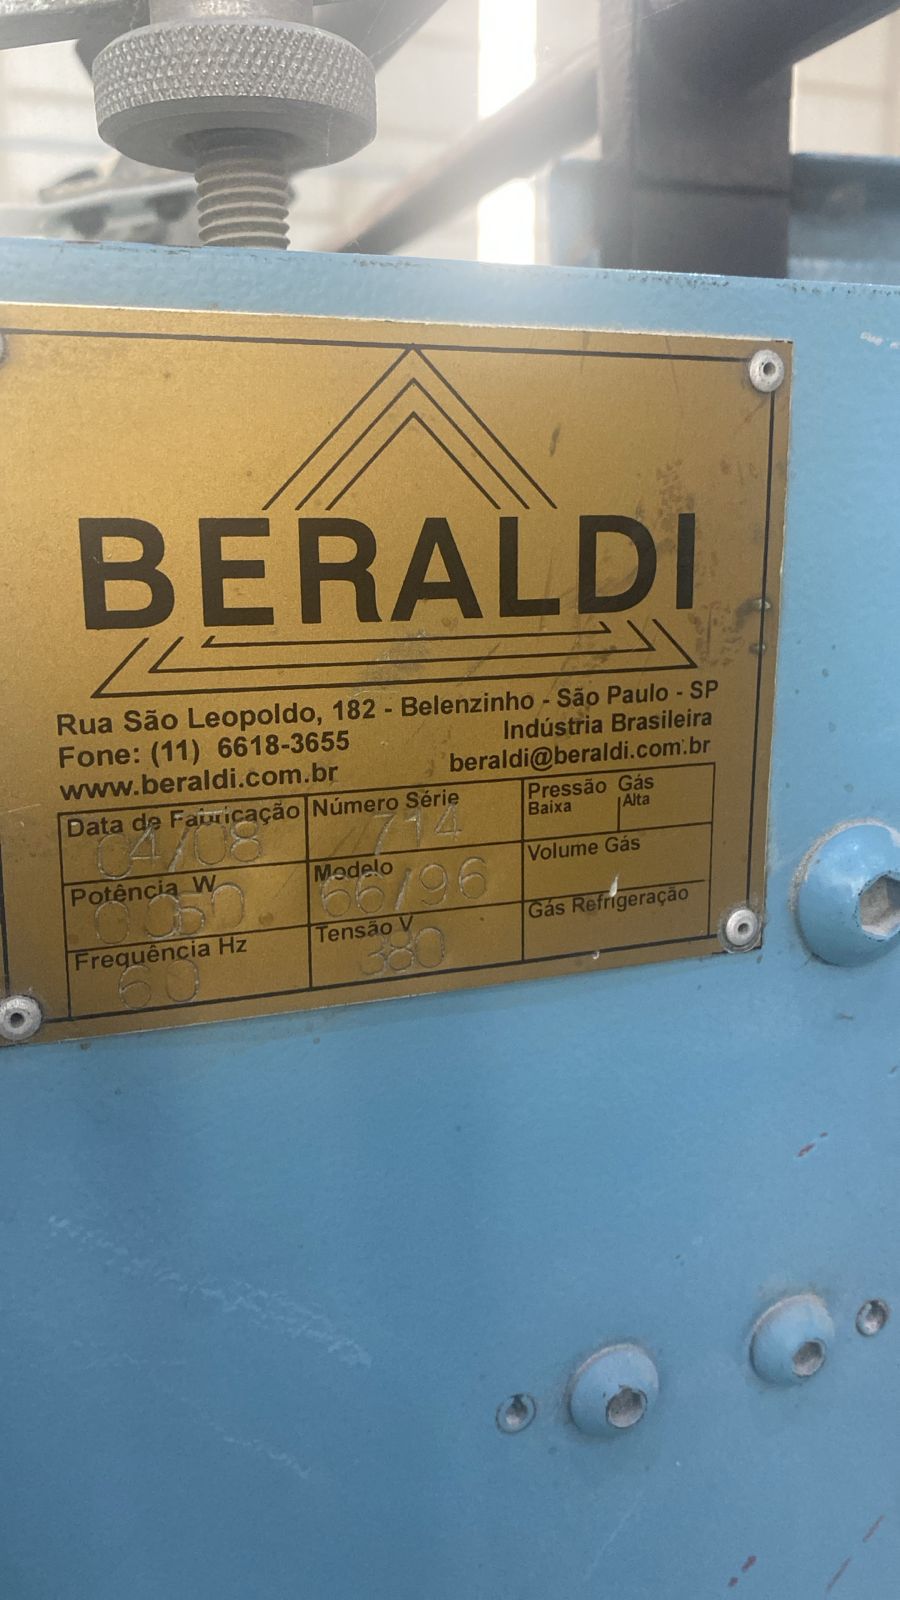 BERALDI
Rua São Leopoldo, 182 - Belenzinho - São Paulo - SP
Fone: (11) 6618-3655 Indústria Brasileira
www.beraldi.com.br beraldi@beraldi.com.br
Data de Fabricação Número Série Pressão Gás
Baixa Alta
04/08 714
Potência W Modelo Volume Gás
66/96
Frequência Hz Tensão V Gás Refrigeração
60 380